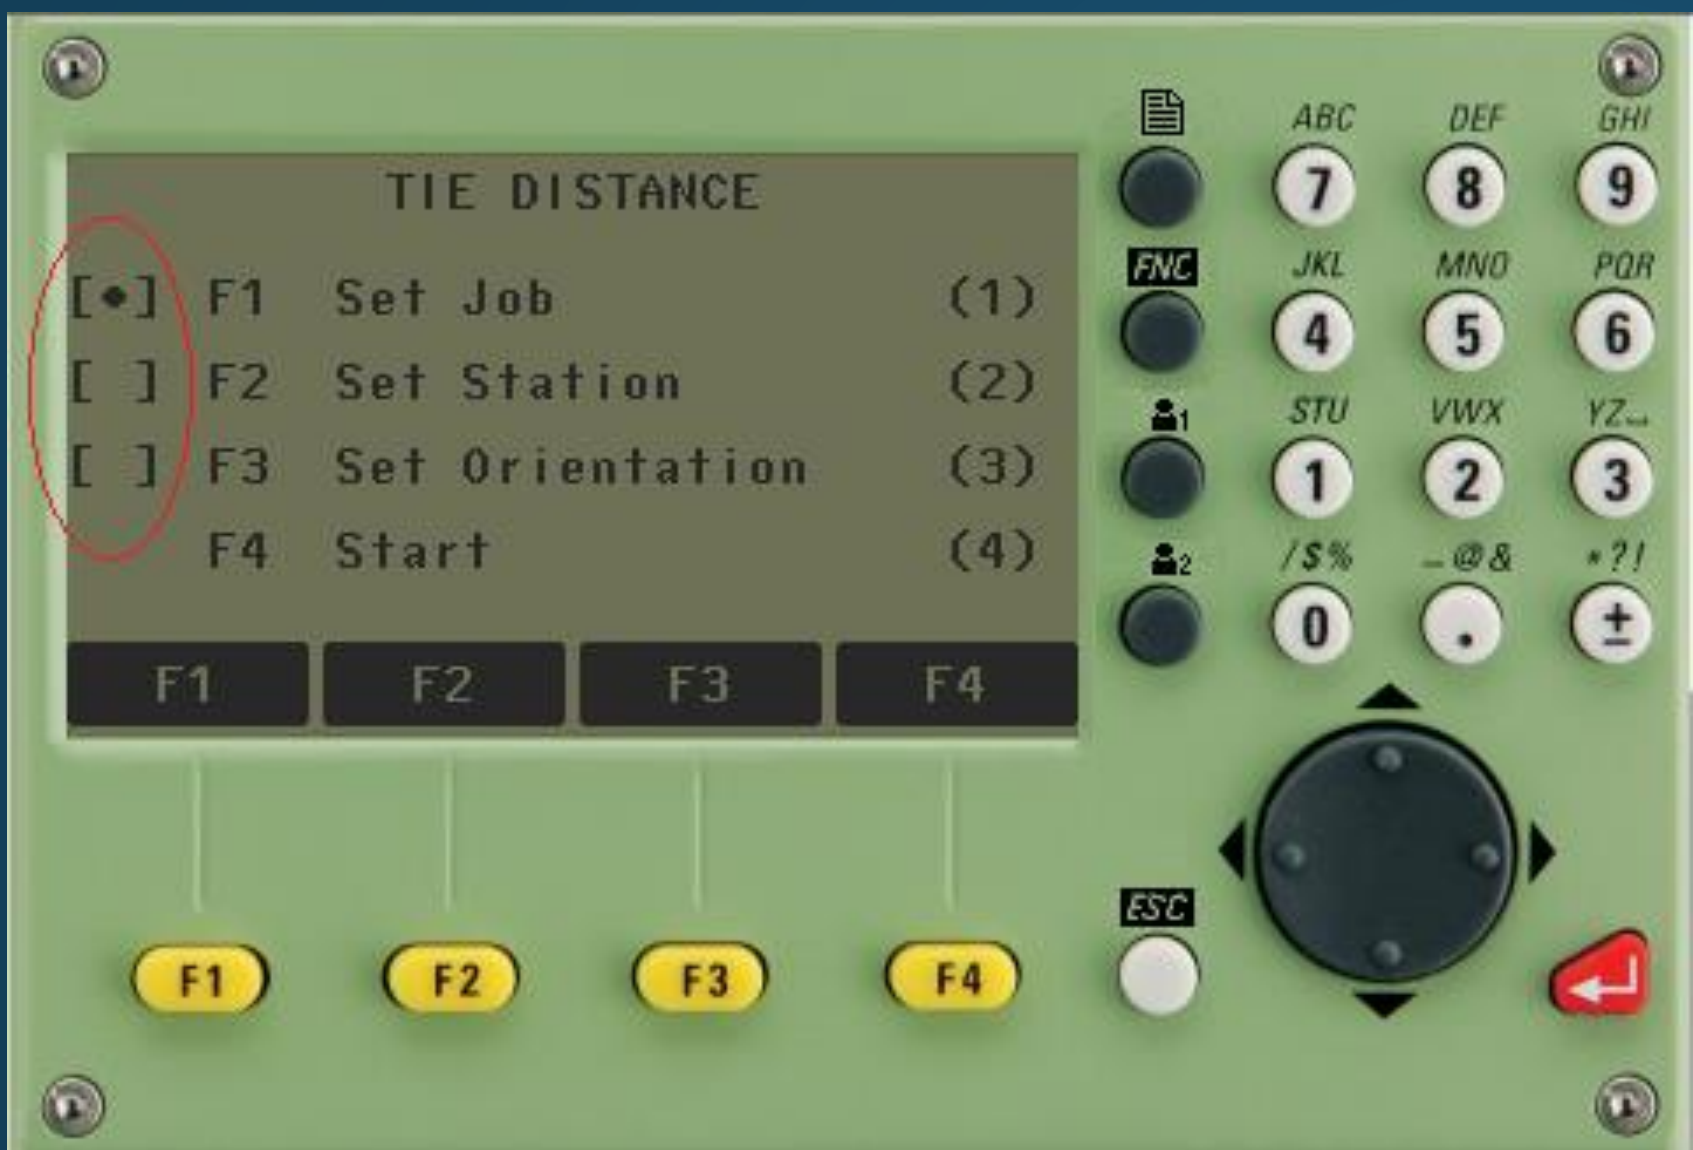 TIE DISTANCE
[•] F1 Set Job (1)
[ ] F2 Set Station (2)
[ ] F3 Set Orientation (3)
F4 Start (4)
F1 F2 F3 F4
F1 F2 F3 F4
ABC DEF GHI
7 8 9
FNC JKL MNO PQR
4 5 6
1 STU VWX YZ⎵
1 2 3
2 /$% _@& *?!
0 . ±
ESC